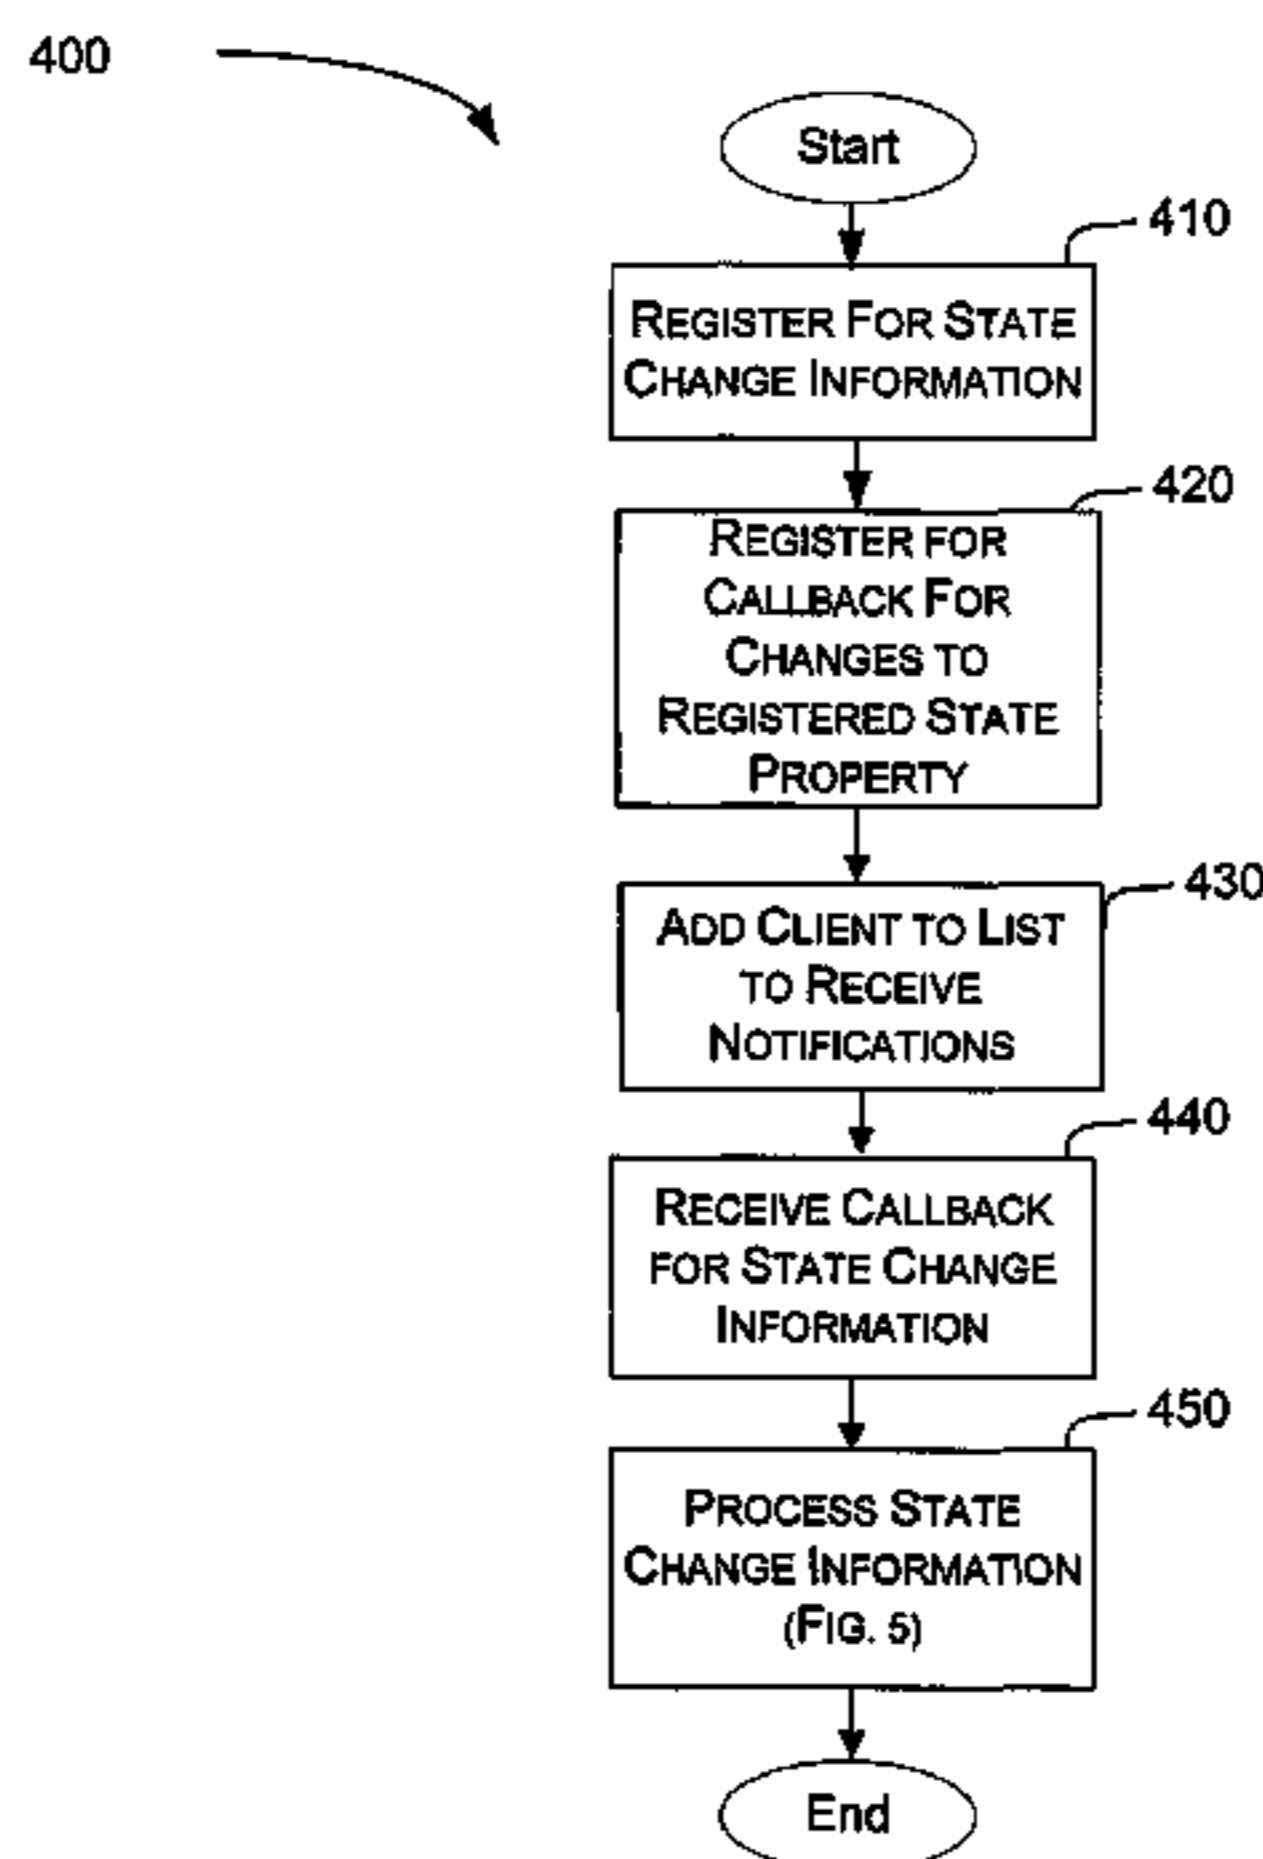 400
Start
410
REGISTER FOR STATE
CHANGE INFORMATION
420
REGISTER FOR
CALLBACK FOR
CHANGES TO
REGISTERED STATE
PROPERTY
430
ADD CLIENT TO LIST
TO RECEIVE
NOTIFICATIONS
440
RECEIVE CALLBACK
FOR STATE CHANGE
INFORMATION
450
PROCESS STATE
CHANGE INFORMATION
(FIG. 5)
End